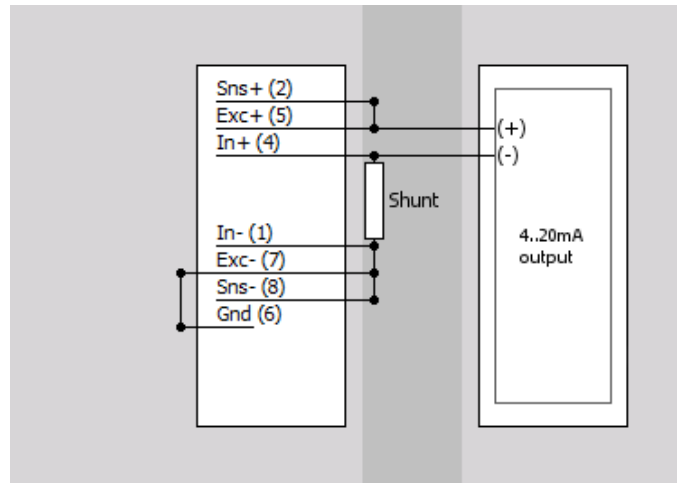 Sns+ (2)
Exc+ (5)
In+ (4)
In- (1)
Exc- (7)
Sns- (8)
Gnd (6)
Shunt
(+)
(-)
4..20mA
output